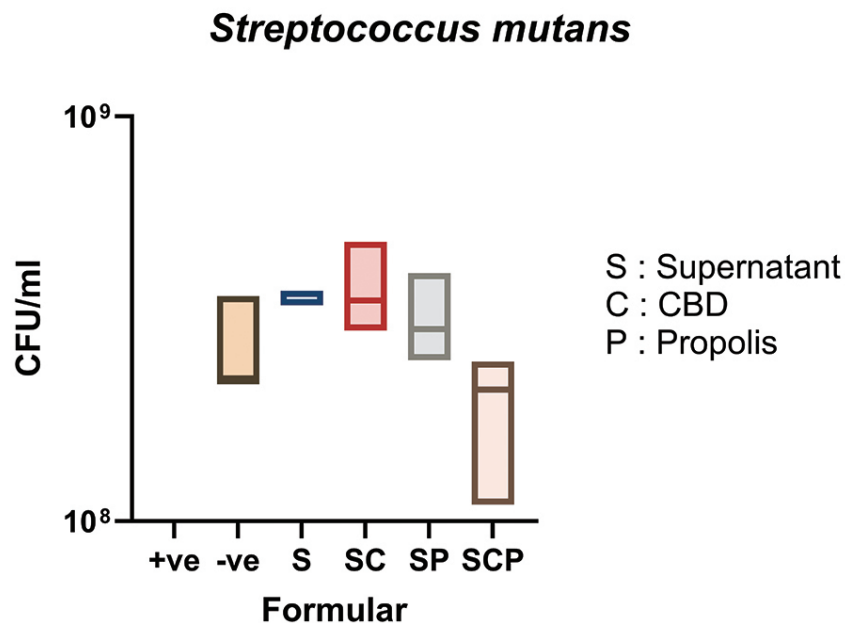 Streptococcus mutans
10⁹
CFU/ml
10⁸
+ve -ve S SC SP SCP
Formular
S : Supernatant
C : CBD
P : Propolis